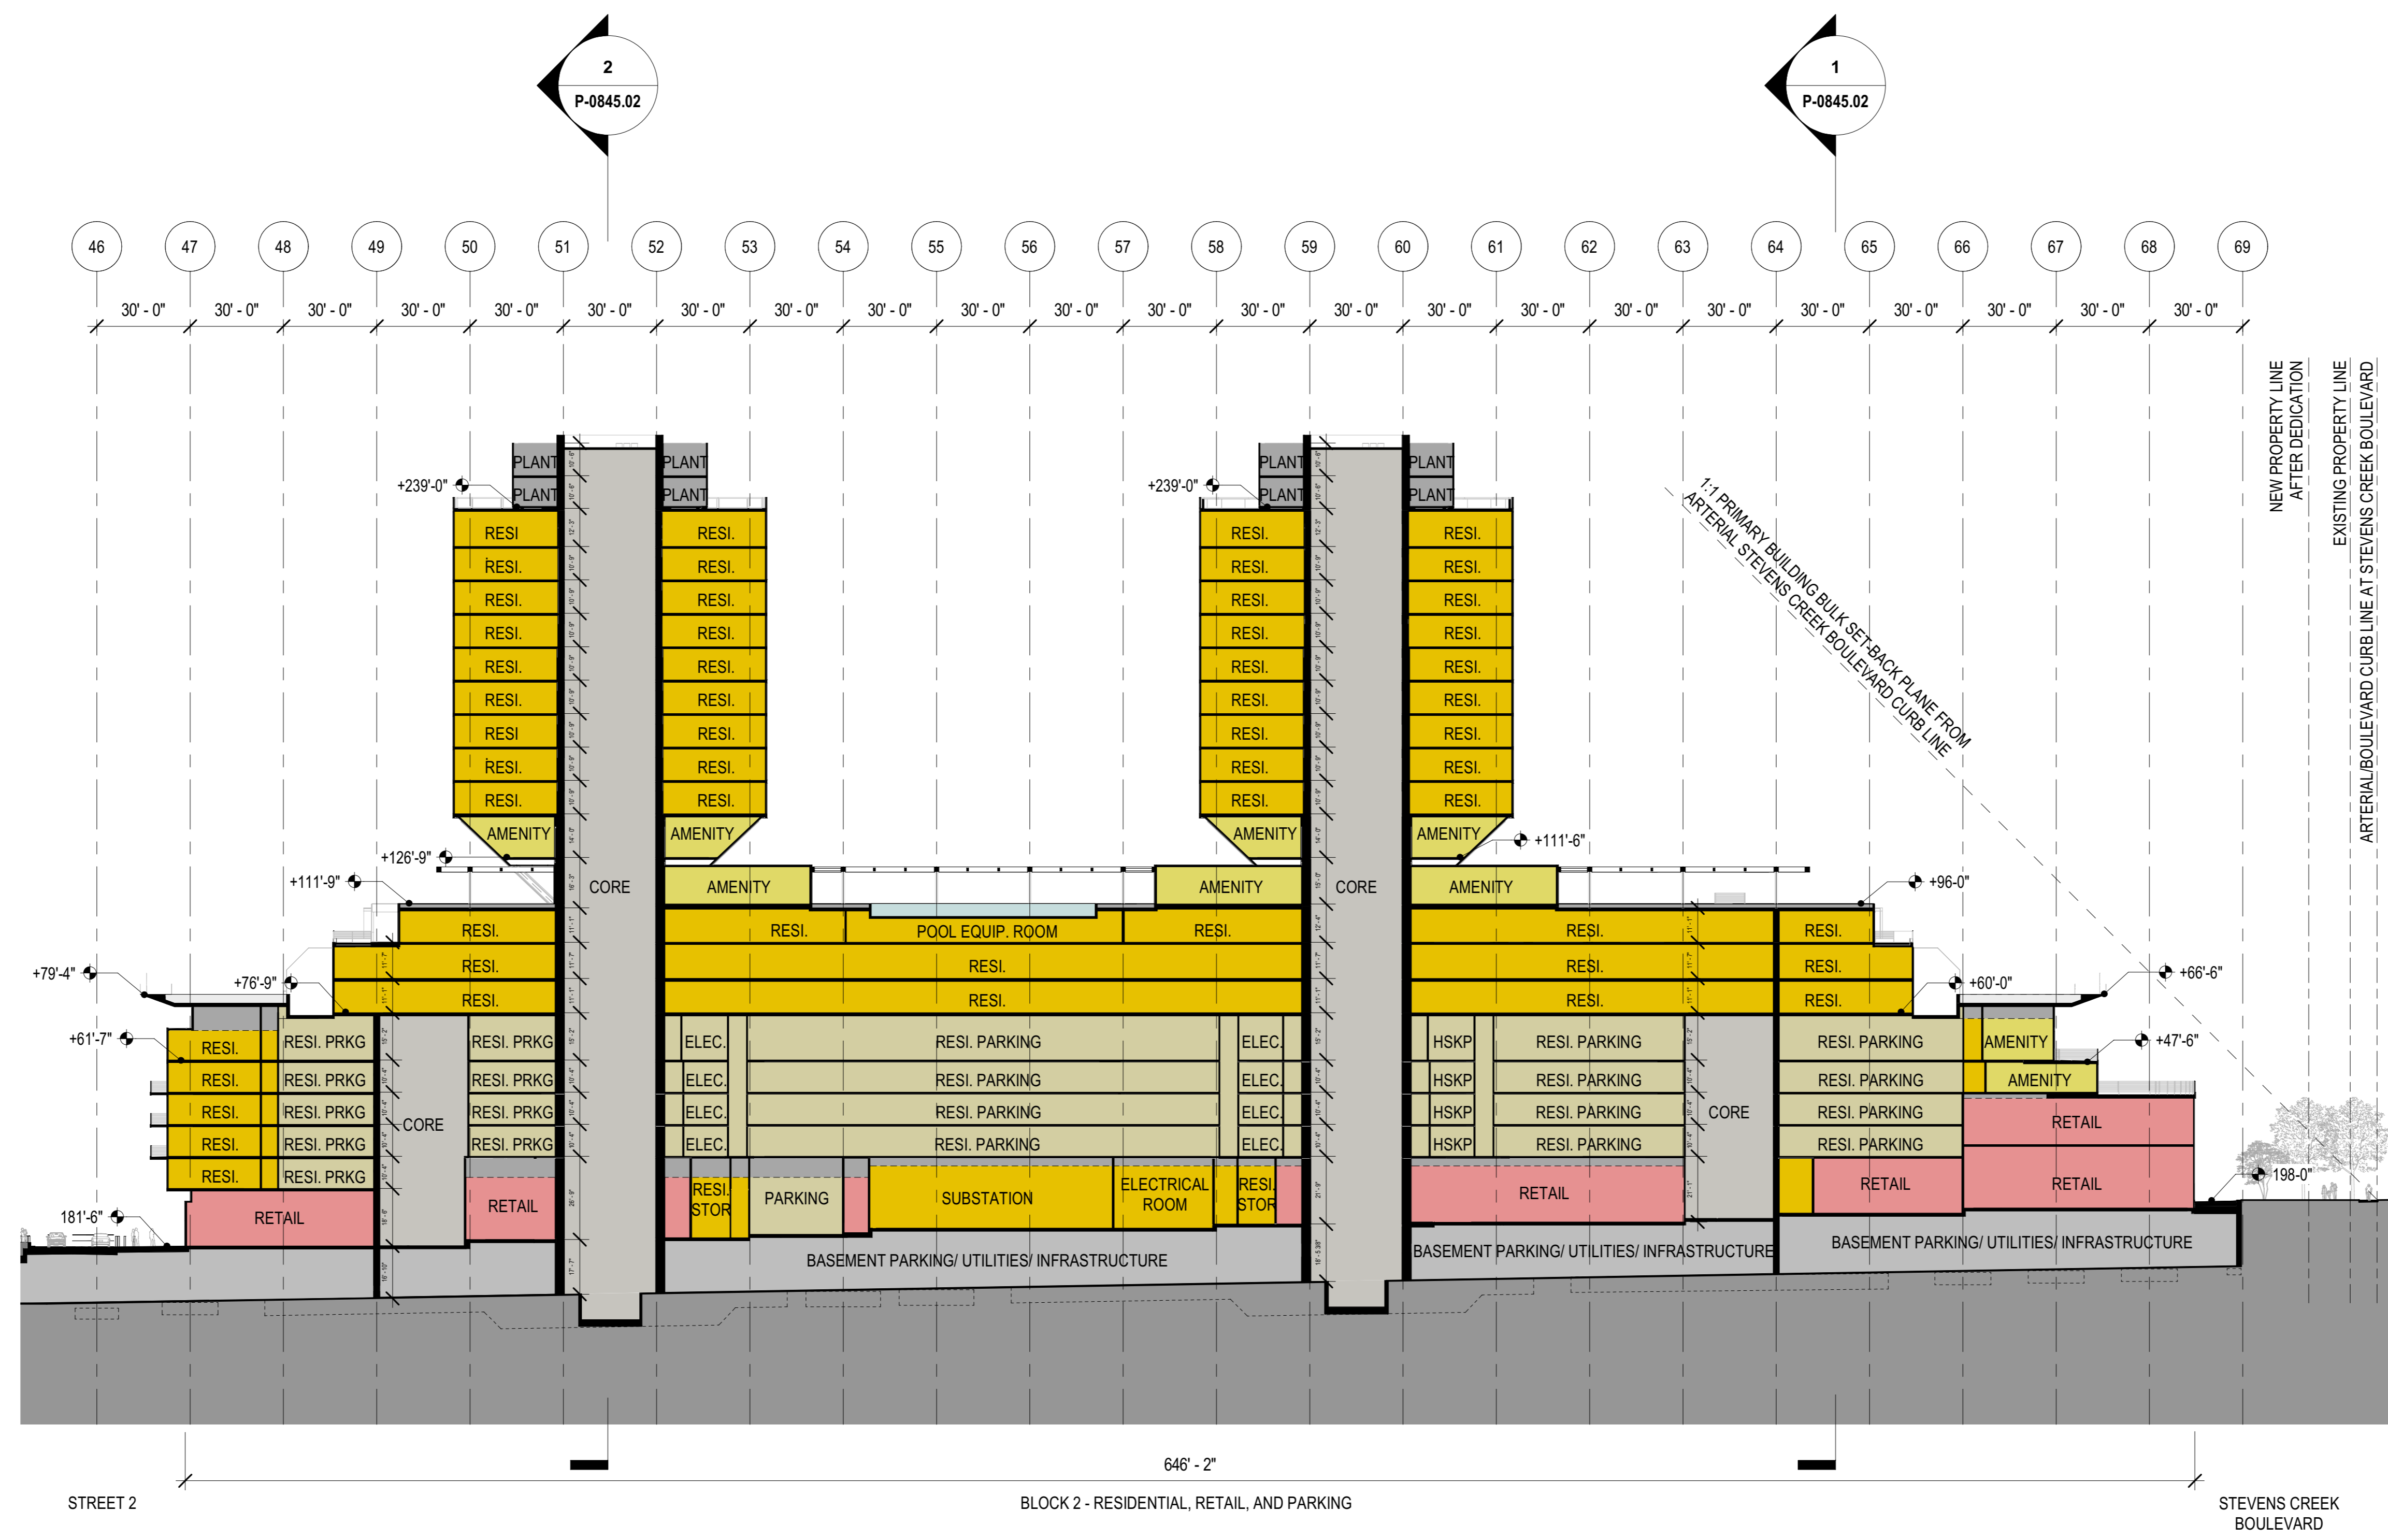 2
P-0845.02
1
P-0845.02
46 47 48 49 50 51 52 53 54 55 56 57 58 59 60 61 62 63 64 65 66 67 68 69
30' - 0" 30' - 0" 30' - 0" 30' - 0" 30' - 0" 30' - 0" 30' - 0" 30' - 0" 30' - 0" 30' - 0" 30' - 0" 30' - 0" 30' - 0" 30' - 0" 30' - 0" 30' - 0" 30' - 0" 30' - 0" 30' - 0" 30' - 0" 30' - 0" 30' - 0" 30' - 0"
NEW PROPERTY LINE
AFTER DEDICATION
EXISTING PROPERTY LINE
ARTERIAL/BOULEVARD CURB LINE AT STEVENS CREEK BOULEVARD
1:1 PRIMARY BUILDING BULK SET-BACK PLANE FROM
ARTERIAL STEVENS CREEK BOULEVARD CURB LINE
PLANT PLANT PLANT PLANT
+239'-0" PLANT PLANT +239'-0" PLANT PLANT
RESI RESI. RESI. RESI.
RESI. RESI. RESI. RESI.
RESI. RESI. RESI. RESI.
RESI. RESI. RESI. RESI.
RESI. RESI. RESI. RESI.
RESI. RESI. RESI. RESI.
RESI RESI. RESI. RESI.
RESI. RESI. RESI. RESI.
RESI. RESI. RESI. RESI.
AMENITY AMENITY AMENITY AMENITY +111'-6"
+126'-9"
+111'-9" CORE AMENITY AMENITY CORE AMENITY +96-0"
RESI. RESI. POOL EQUIP. ROOM RESI. RESI. RESI.
RESI. RESI. RESI. RESI.
+79'-4" +76'-9" +66'-6" +60'-0"
RESI. RESI. RESI. RESI.
+61'-7" RESI. RESI. PRKG RESI. PRKG ELEC. RESI. PARKING ELEC. HSKP RESI. PARKING RESI. PARKING AMENITY +47'-6"
RESI. RESI. PRKG RESI. PRKG ELEC. RESI. PARKING ELEC. HSKP RESI. PARKING RESI. PARKING AMENITY
RESI. RESI. PRKG CORE RESI. PRKG ELEC. RESI. PARKING ELEC. HSKP RESI. PARKING CORE RESI. PARKING RETAIL
RESI. RESI. PRKG RESI. PRKG ELEC. RESI. PARKING ELEC. HSKP RESI. PARKING RESI. PARKING
RESI. RESI. PRKG RETAIL RETAIL 198-0"
RESI.
STOR
PARKING
SUBSTATION
ELECTRICAL
ROOM
RESI.
STOR
RETAIL
181'-6" RETAIL RETAIL
BASEMENT PARKING/ UTILITIES/ INFRASTRUCTURE
BASEMENT PARKING/ UTILITIES/ INFRASTRUCTURE
BASEMENT PARKING/ UTILITIES/ INFRASTRUCTURE
646' - 2"
STREET 2
BLOCK 2 - RESIDENTIAL, RETAIL, AND PARKING
STEVENS CREEK
BOULEVARD